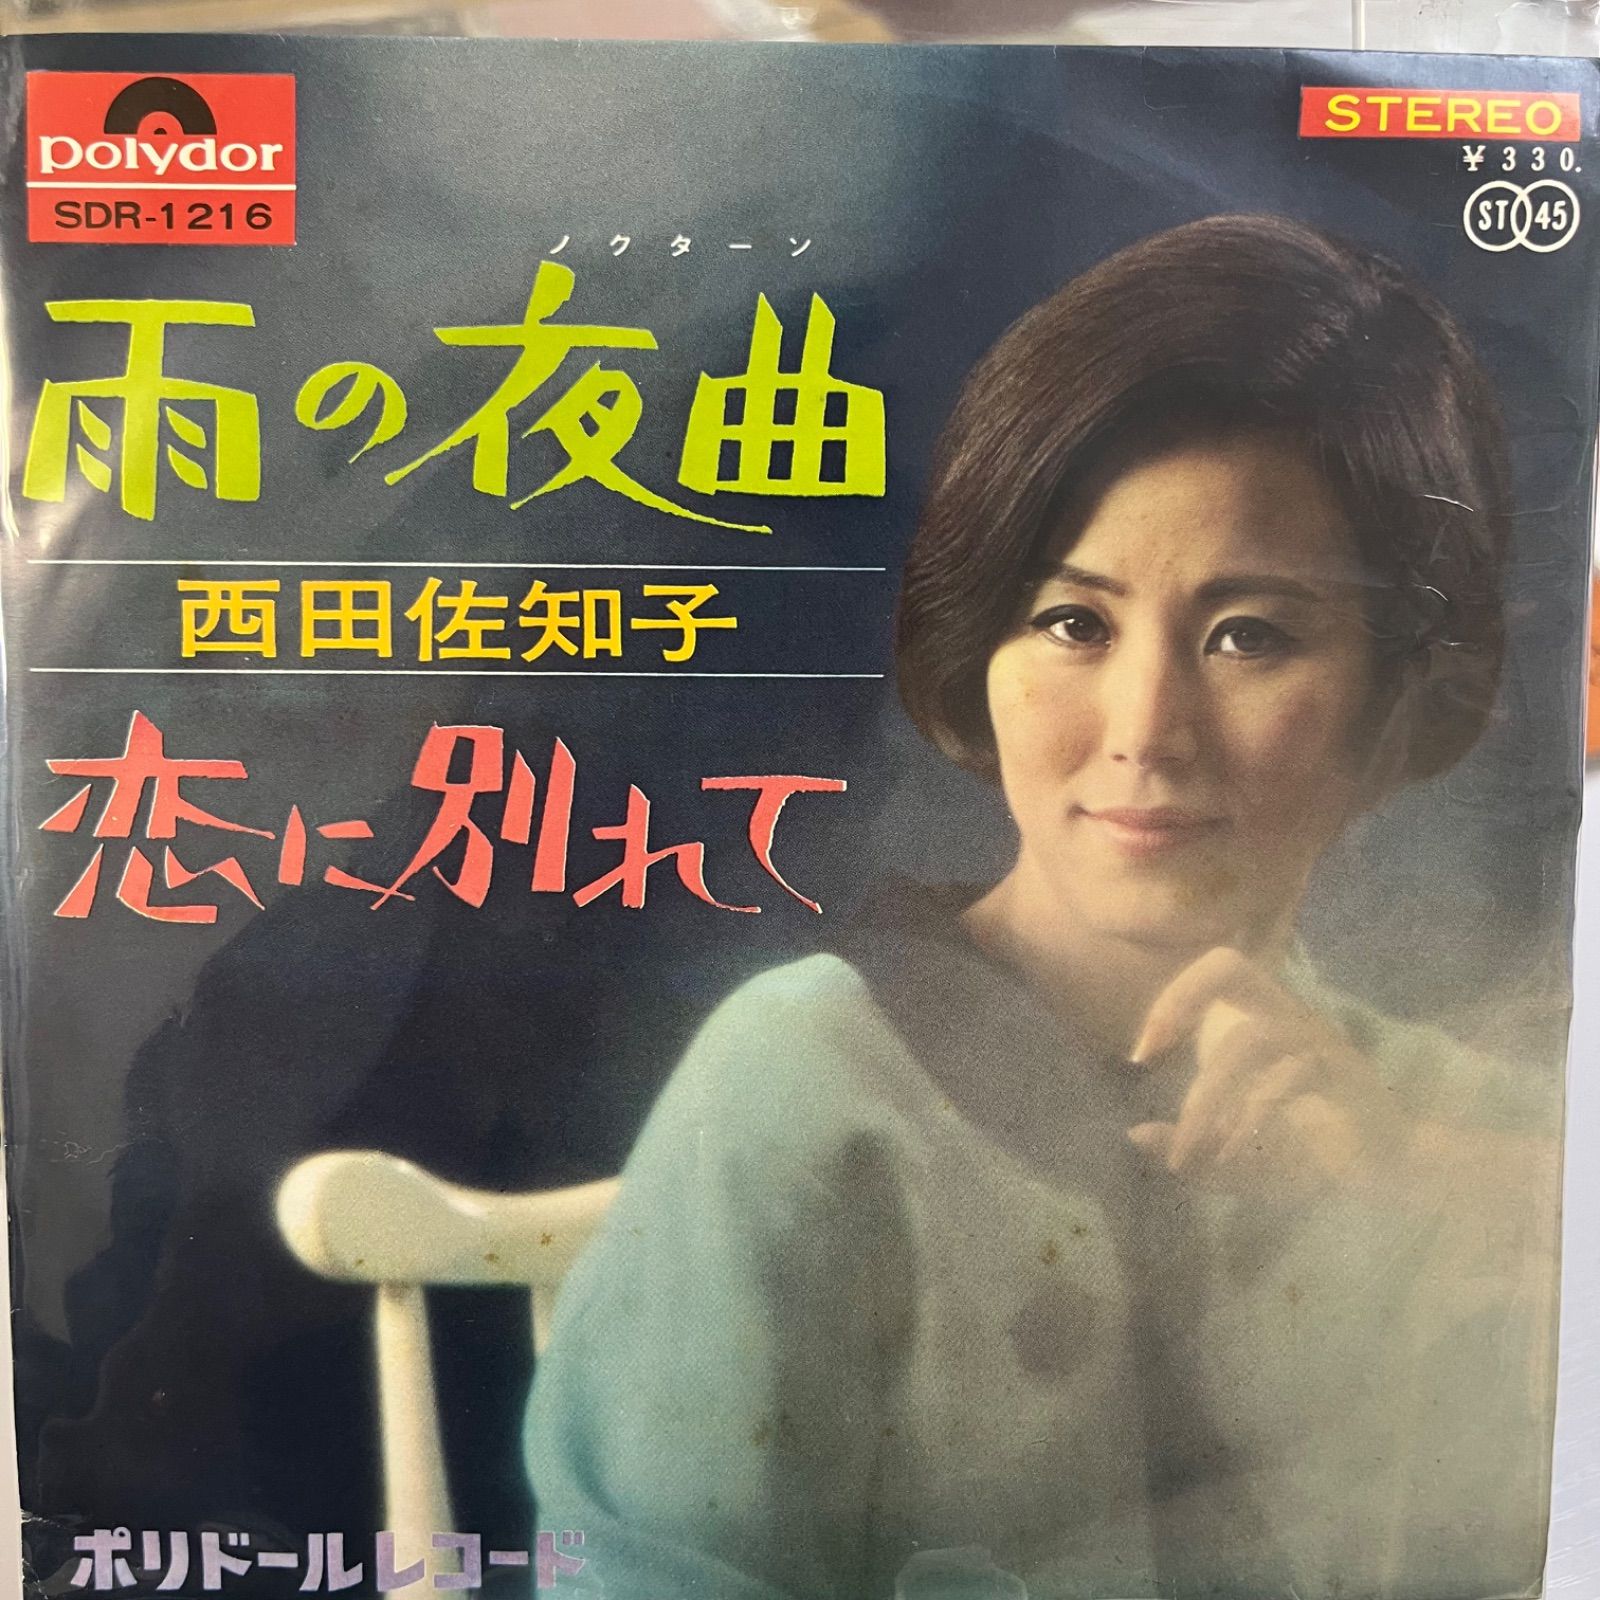 polydor
SDR-1216
STEREO
¥330.
ST 45
ノクターン
雨の夜曲
西田佐知子
恋に別れて
ポリドールレコード